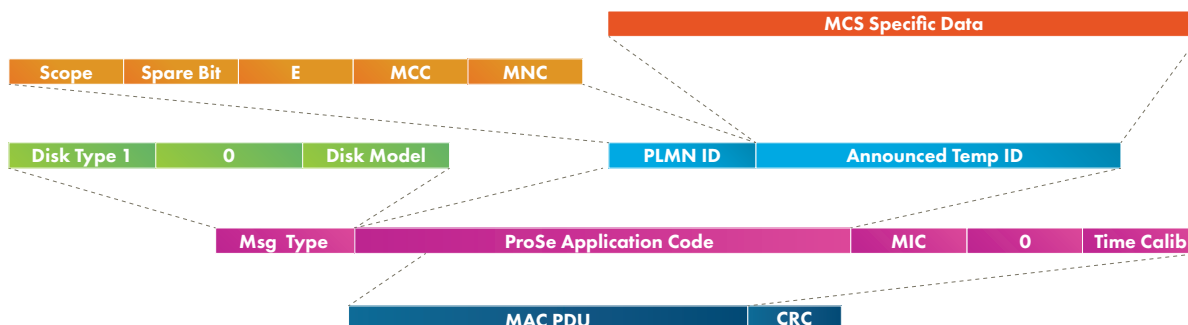 MCS Specific Data
Scope Spare Bit E MCC MNC
Disk Type 1 0 Disk Model PLMN ID Announced Temp ID
Msg Type ProSe Application Code MIC 0 Time Calib
MAC PDU CRC